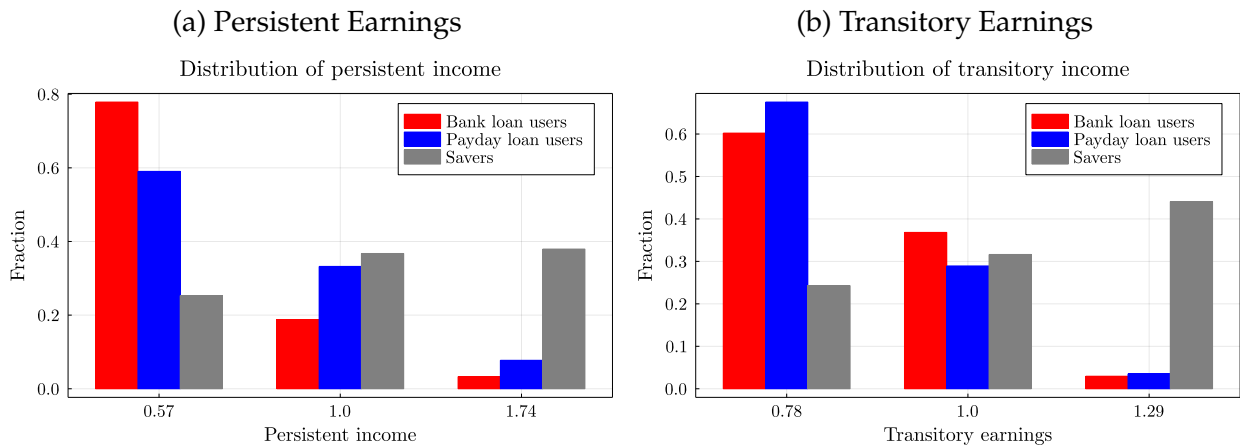 (a) Persistent Earnings
Distribution of persistent income
0.8
0.6
0.4
0.2
0.0
Fraction
Bank loan users
Payday loan users
Savers
0.57 1.0 1.74
Persistent income
(b) Transitory Earnings
Distribution of transitory income
0.6
0.5
0.4
0.3
0.2
0.1
0.0
Fraction
Bank loan users
Payday loan users
Savers
0.78 1.0 1.29
Transitory earnings